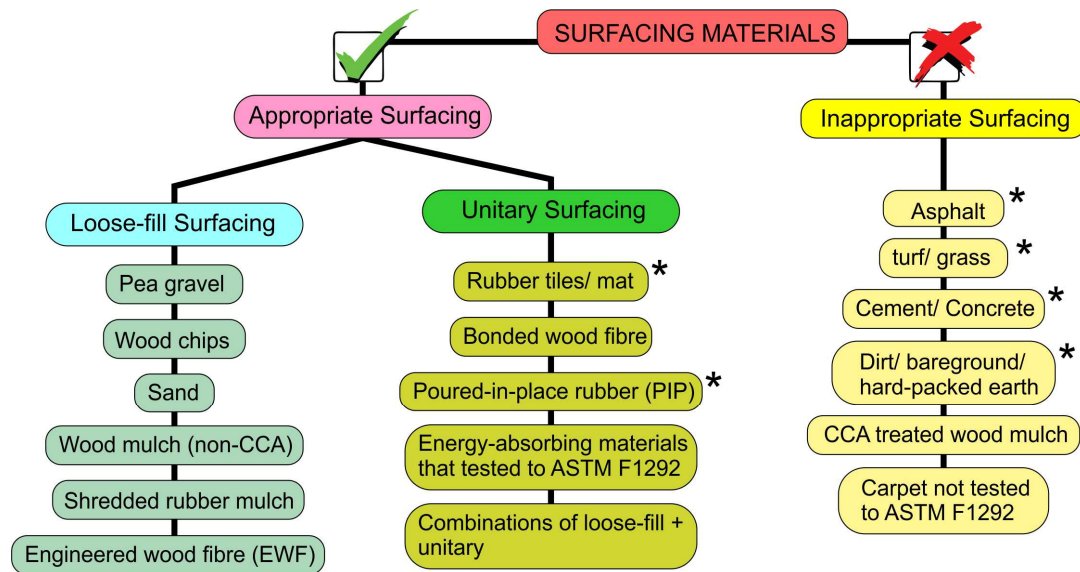 SURFACING MATERIALS
Appropriate Surfacing
Inappropriate Surfacing
Loose-fill Surfacing
Pea gravel
Wood chips
Sand
Wood mulch (non-CCA)
Shredded rubber mulch
Engineered wood fibre (EWF)
Unitary Surfacing
Rubber tiles/ mat *
Bonded wood fibre
Poured-in-place rubber (PIP) *
Energy-absorbing materials
that tested to ASTM F1292
Combinations of loose-fill +
unitary
Asphalt *
turf/ grass *
Cement/ Concrete *
Dirt/ bareground/ *
hard-packed earth
CCA treated wood mulch
Carpet not tested
to ASTM F1292